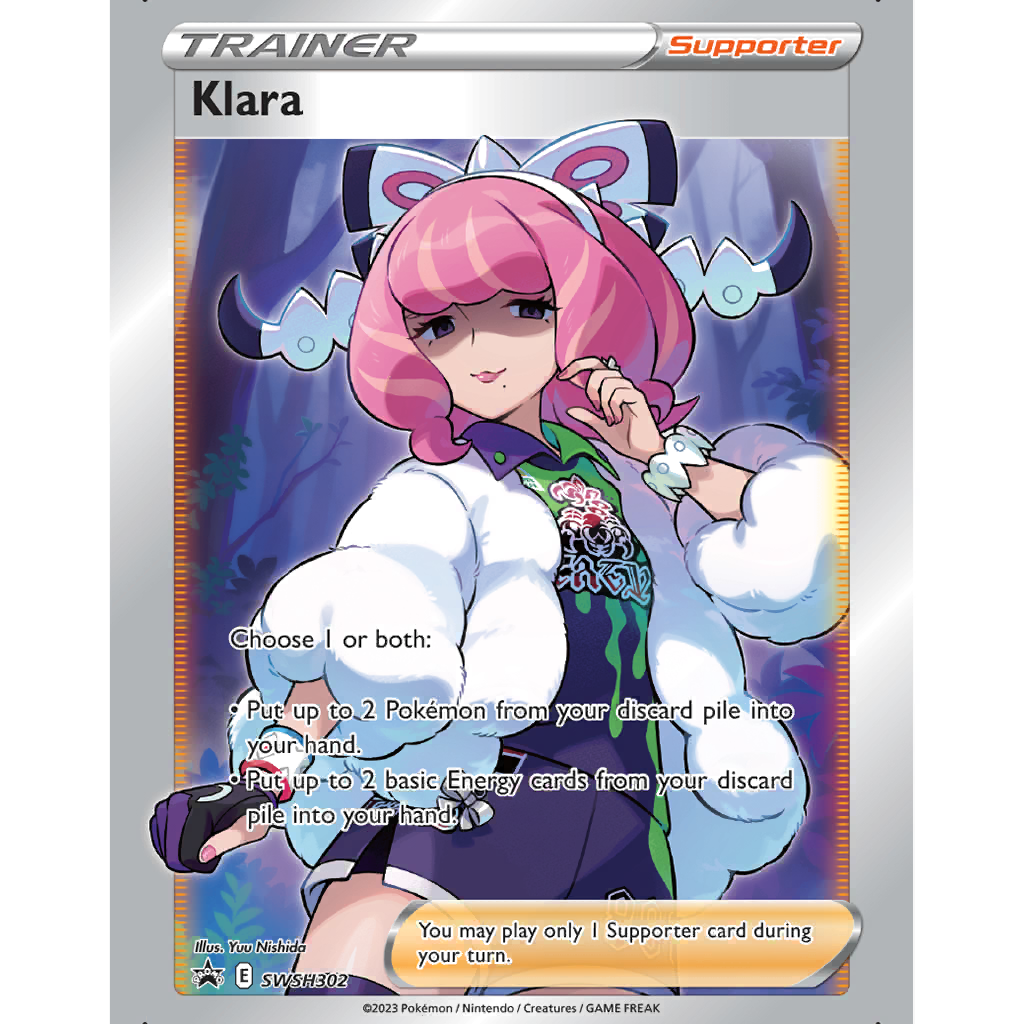 TRAINER
Supporter
Klara
Choose 1 or both:
• Put up to 2 Pokémon from your discard pile into
your hand.
• Put up to 2 basic Energy cards from your discard
pile into your hand.
You may play only 1 Supporter card during
your turn.
Illus. Yuu Nishida
PROMO
E SWSH302
©2023 Pokémon / Nintendo / Creatures / GAME FREAK